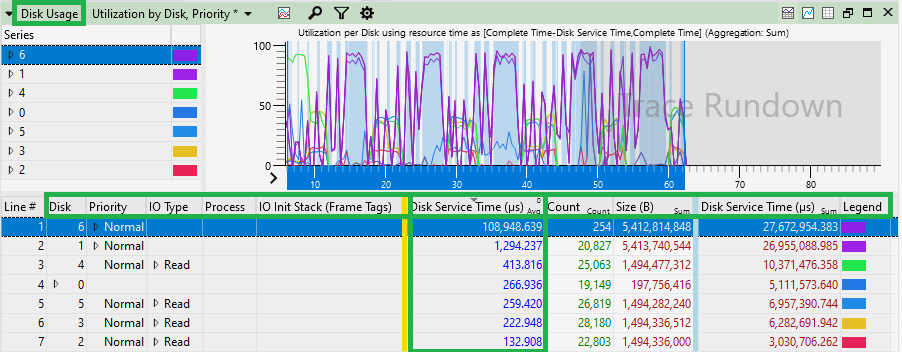 Disk Usage Utilization by Disk, Priority *
Series
6
1
4
0
5
3
2
Utilization per Disk using resource time as [Complete Time-Disk Service Time,Complete Time] (Aggregation: Sum)
100
50
0
Trace Rundown
10 20 30 40 50 60 70 80
Line # Disk Priority IO Type Process IO Init Stack (Frame Tags) Disk Service Time (µs) 0 Avg Count Count Size (B) Sum Disk Service Time (µs) Sum Legend
1 6 Normal 108,948.639 254 5,412,814,848 27,672,954.383
2 1 Normal 1,294.237 20,827 5,413,740,544 26,955,088.985
3 4 Normal Read 413.816 25,063 1,494,477,312 10,371,476.358
4 0 266.936 19,149 197,756,416 5,111,573.640
5 5 Normal Read 259.420 26,819 1,494,282,240 6,957,390.744
6 3 Normal Read 222.948 28,180 1,494,336,512 6,282,691.942
7 2 Normal Read 132.908 22,803 1,494,336,000 3,030,706.262